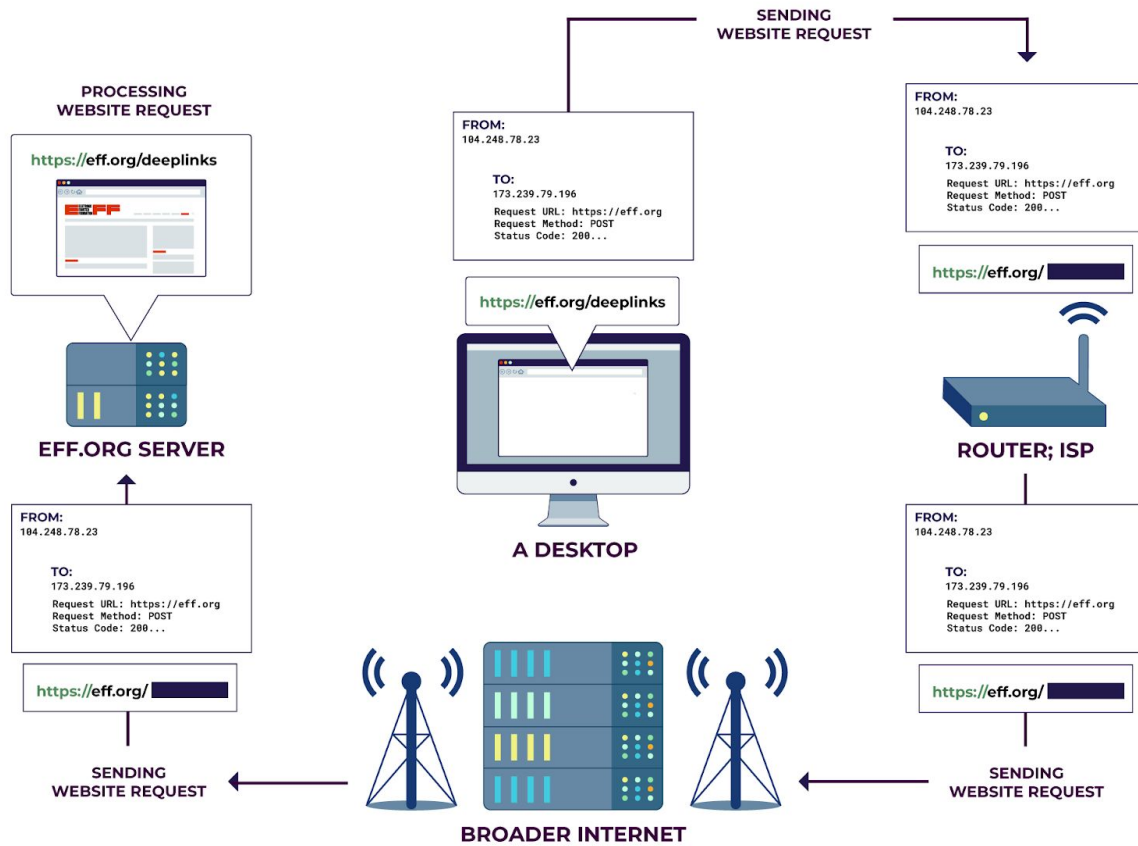 SENDING
WEBSITE REQUEST
PROCESSING
WEBSITE REQUEST
https://eff.org/deeplinks
EFF
ELECTRONIC
FRONTIER
FOUNDATION
EFF.ORG SERVER
FROM:
104.248.78.23
TO:
173.239.79.196
Request URL: https://eff.org
Request Method: POST
Status Code: 200...
https://eff.org/deeplinks
A DESKTOP
FROM:
104.248.78.23
TO:
173.239.79.196
Request URL: https://eff.org
Request Method: POST
Status Code: 200...
https://eff.org/
ROUTER; ISP
FROM:
104.248.78.23
TO:
173.239.79.196
Request URL: https://eff.org
Request Method: POST
Status Code: 200...
https://eff.org/
SENDING
WEBSITE REQUEST
BROADER INTERNET
FROM:
104.248.78.23
TO:
173.239.79.196
Request URL: https://eff.org
Request Method: POST
Status Code: 200...
https://eff.org/
SENDING
WEBSITE REQUEST